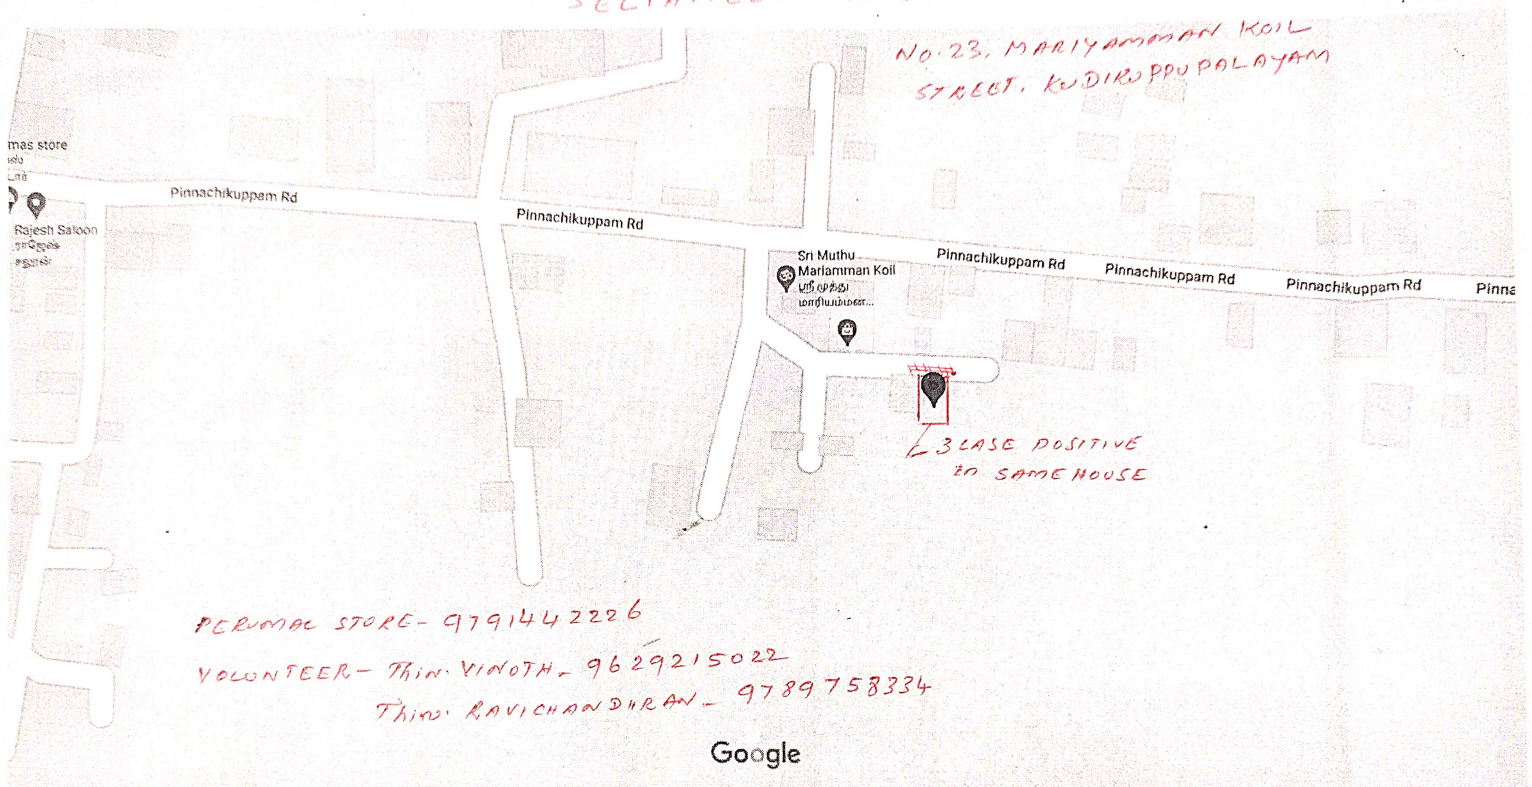 No. 23, MARIYAMMAN KOIL
STREET, KUDIRUPPUPALAYAM
mas store
Pinnachikuppam Rd
Rajesh Saloon
ராஜேஷ்
சலூன்
Pinnachikuppam Rd
Sri Muthu
Mariamman Koil
ஸ்ரீ முத்து
மாரியம்மன...
Pinnachikuppam Rd
Pinnachikuppam Rd
Pinnachikuppam Rd
Pinna
3 CASE POSITIVE
In SAME HOUSE
PERUMAL STORE - 9791442226
VOLUNTEER - Thiru. VINOTH - 9629215022
Thiru. RAVICHANDHRAN - 9789758334
Google